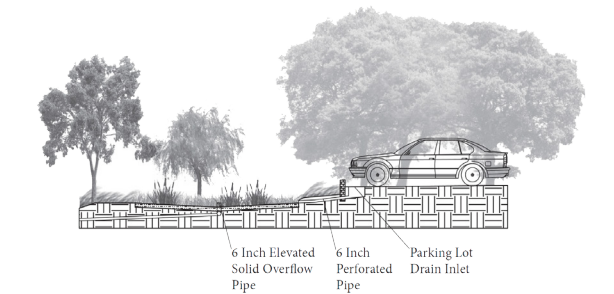 6 Inch Elevated
Solid Overflow
Pipe
6 Inch
Perforated
Pipe
Parking Lot
Drain Inlet